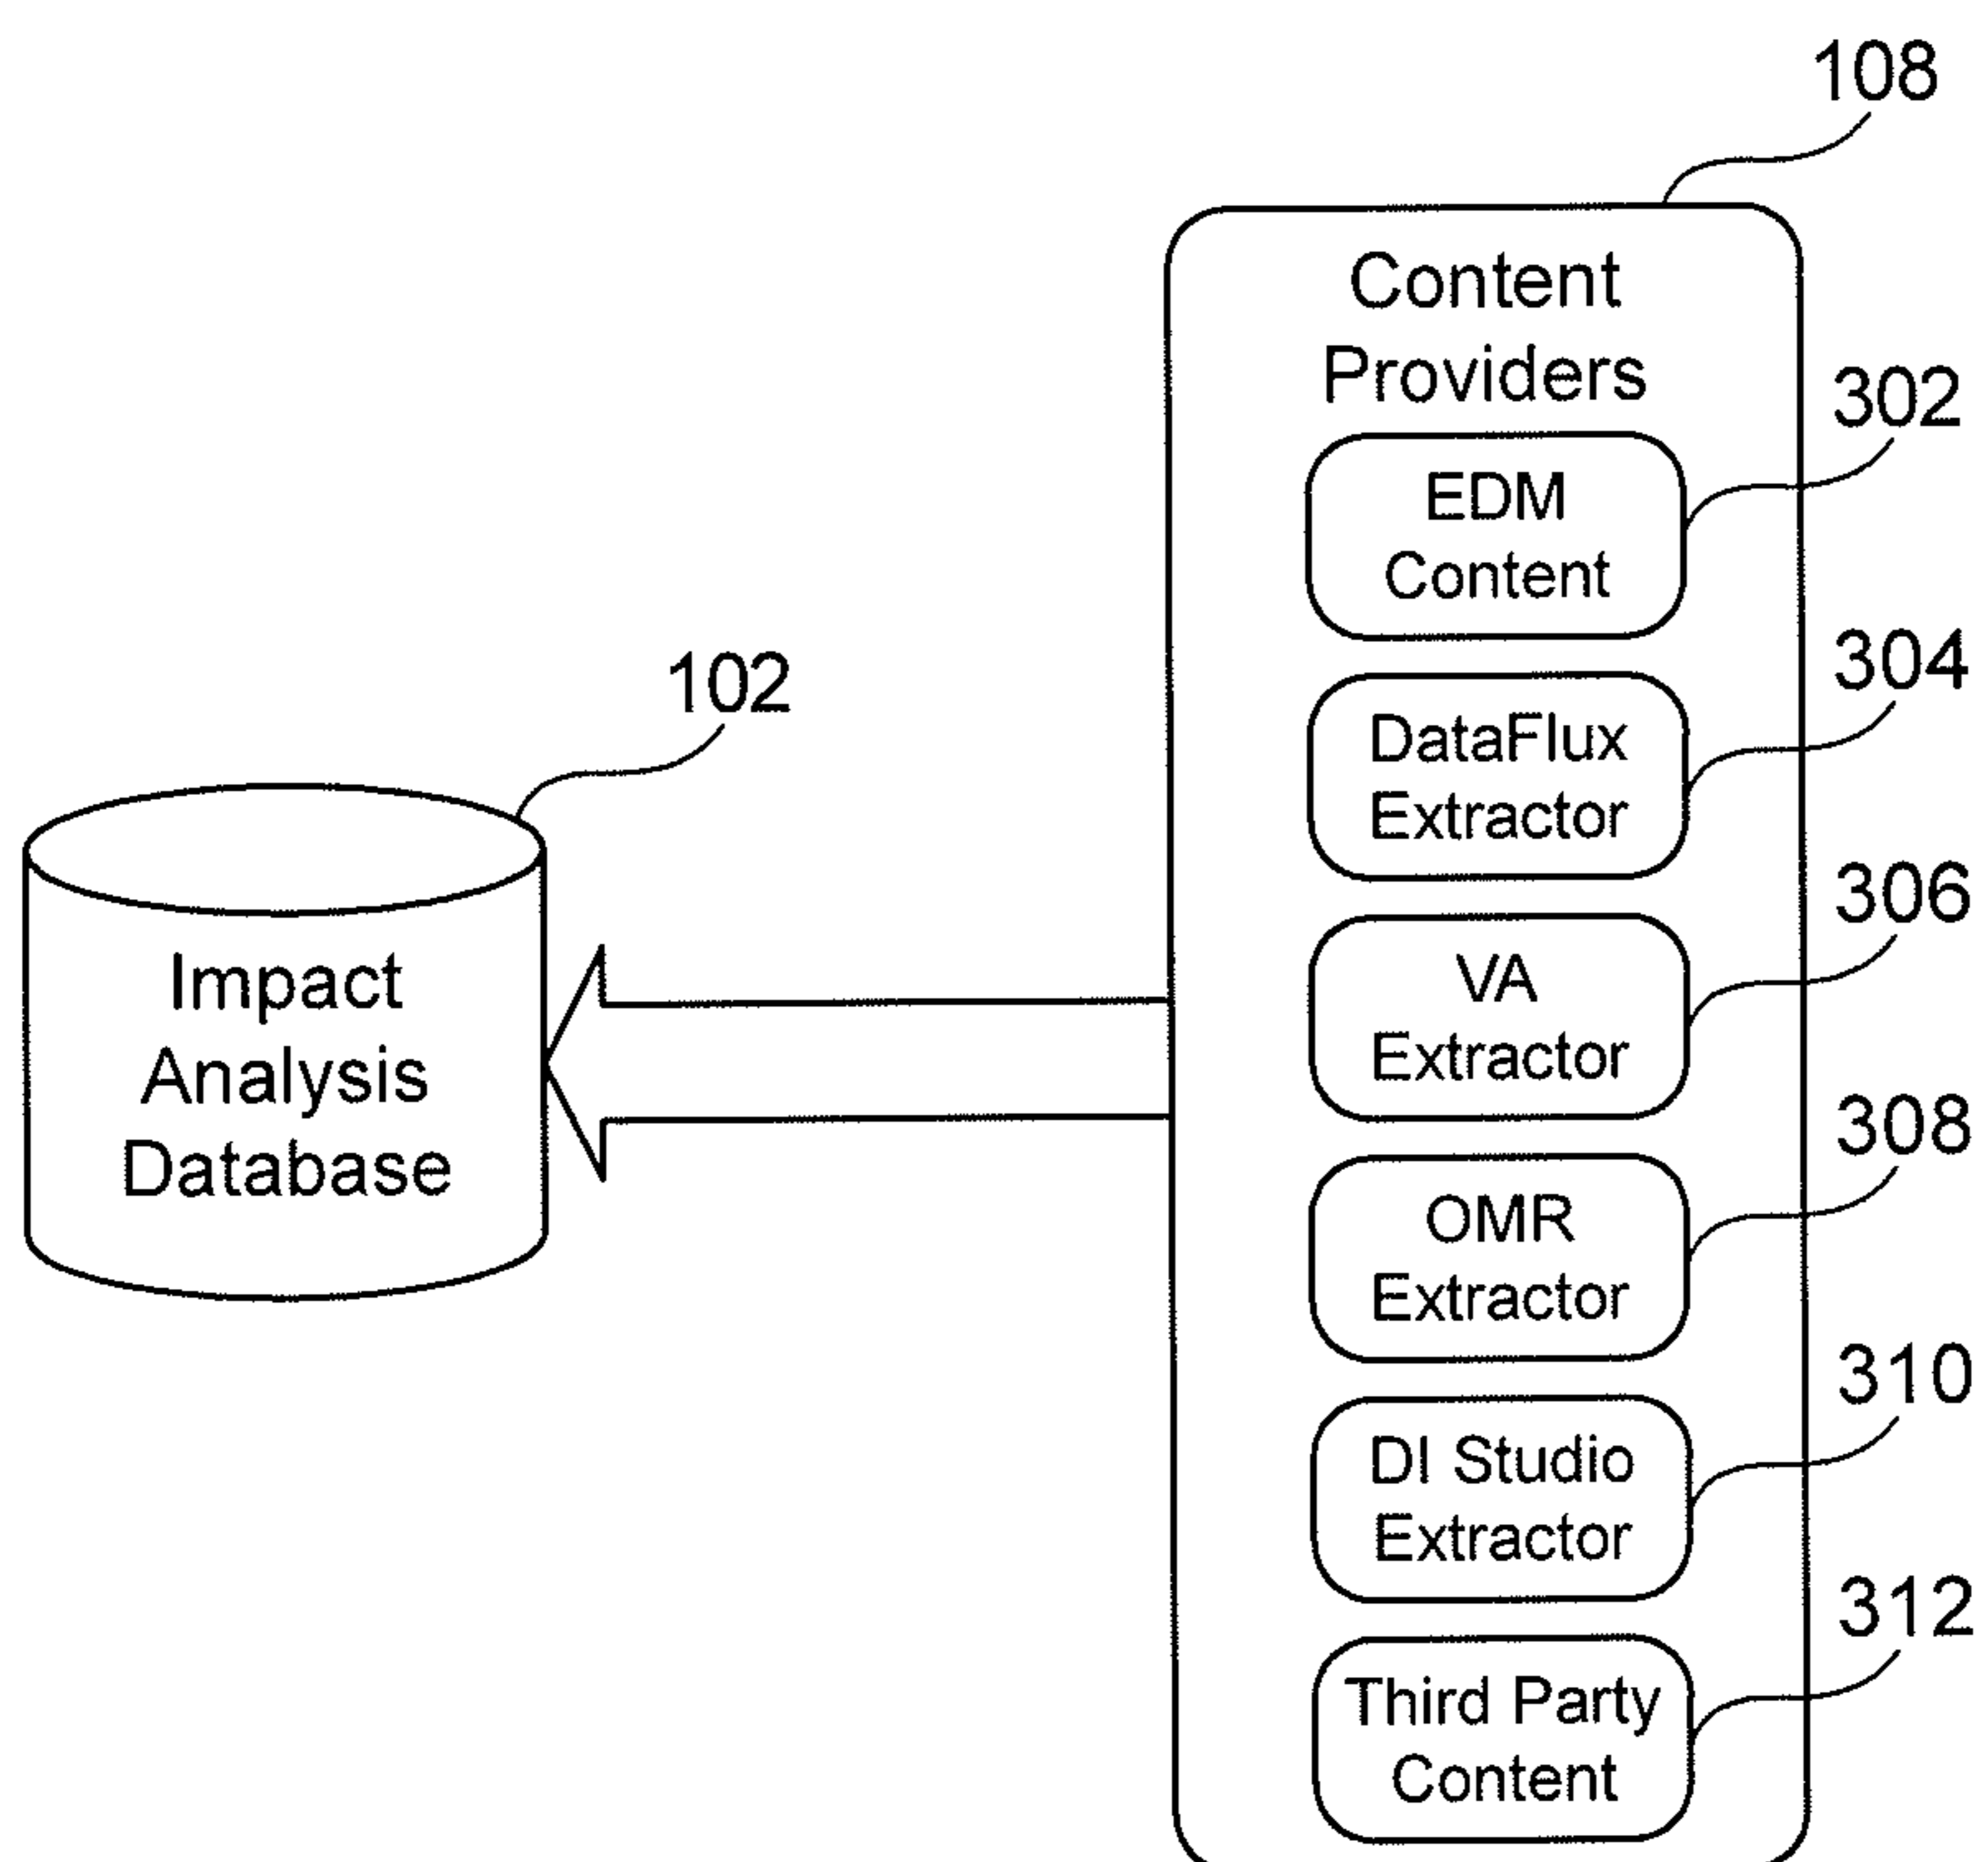 108
Content
Providers
302
EDM
Content
304
DataFlux
Extractor
102
306
VA
Extractor
Impact
Analysis
Database
308
OMR
Extractor
310
DI Studio
Extractor
312
Third Party
Content